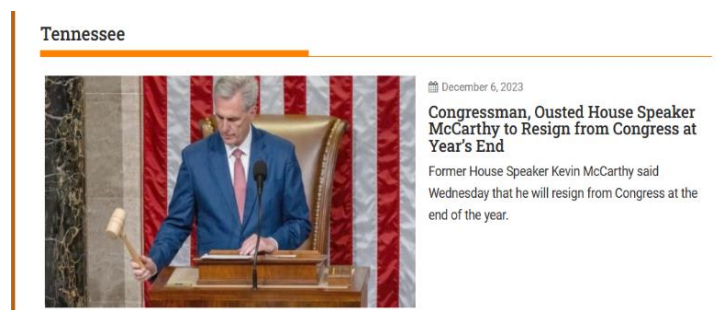 Tennessee
December 6, 2023
Congressman, Ousted House Speaker
McCarthy to Resign from Congress at
Year's End
Former House Speaker Kevin McCarthy said
Wednesday that he will resign from Congress at the
end of the year.